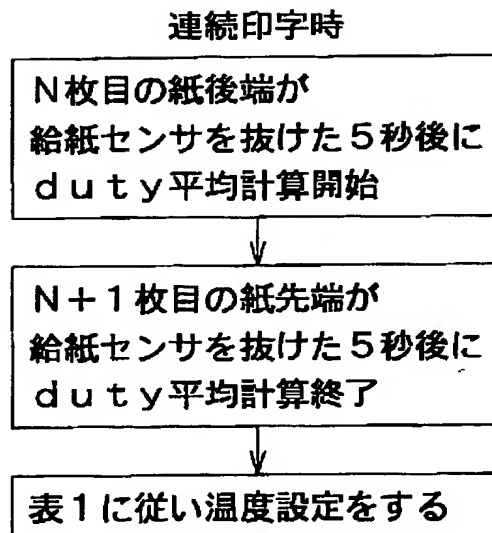 連続印字時
N枚目の紙後端が
給紙センサを抜けた5秒後に
duty平均計算開始
N+1枚目の紙先端が
給紙センサを抜けた5秒後に
duty平均計算終了
表1に従い温度設定をする